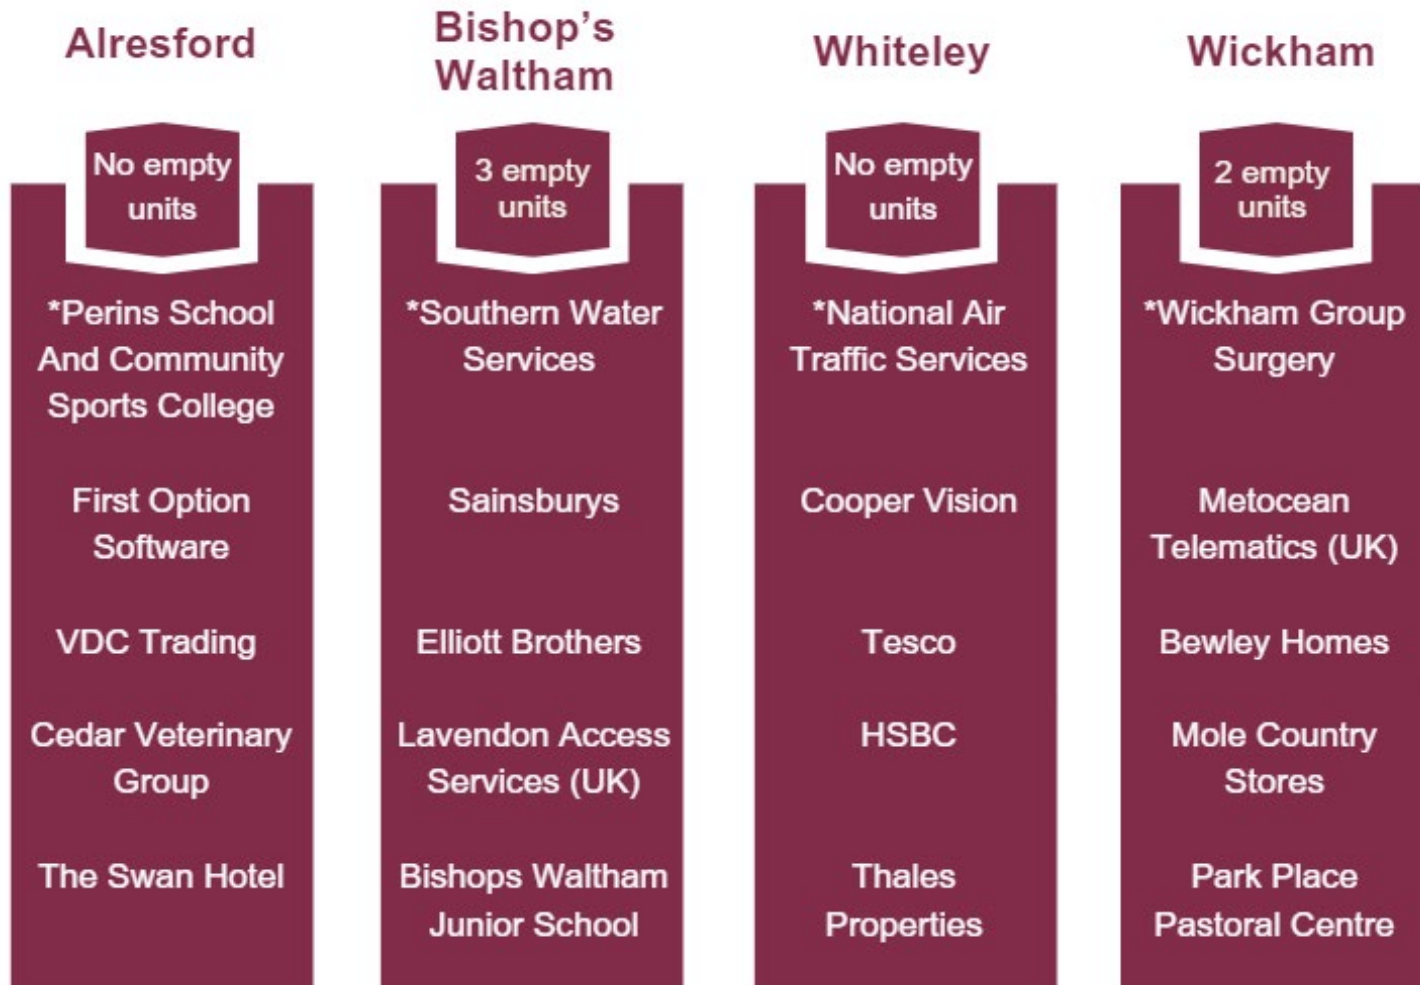 Alresford
No empty
units
*Perins School
And Community
Sports College
First Option
Software
VDC Trading
Cedar Veterinary
Group
The Swan Hotel
Bishop’s
Waltham
3 empty
units
*Southern Water
Services
Sainsburys
Elliott Brothers
Lavendon Access
Services (UK)
Bishops Waltham
Junior School
Whiteley
No empty
units
*National Air
Traffic Services
Cooper Vision
Tesco
HSBC
Thales
Properties
Wickham
2 empty
units
*Wickham Group
Surgery
Metocean
Telematics (UK)
Bewley Homes
Mole Country
Stores
Park Place
Pastoral Centre